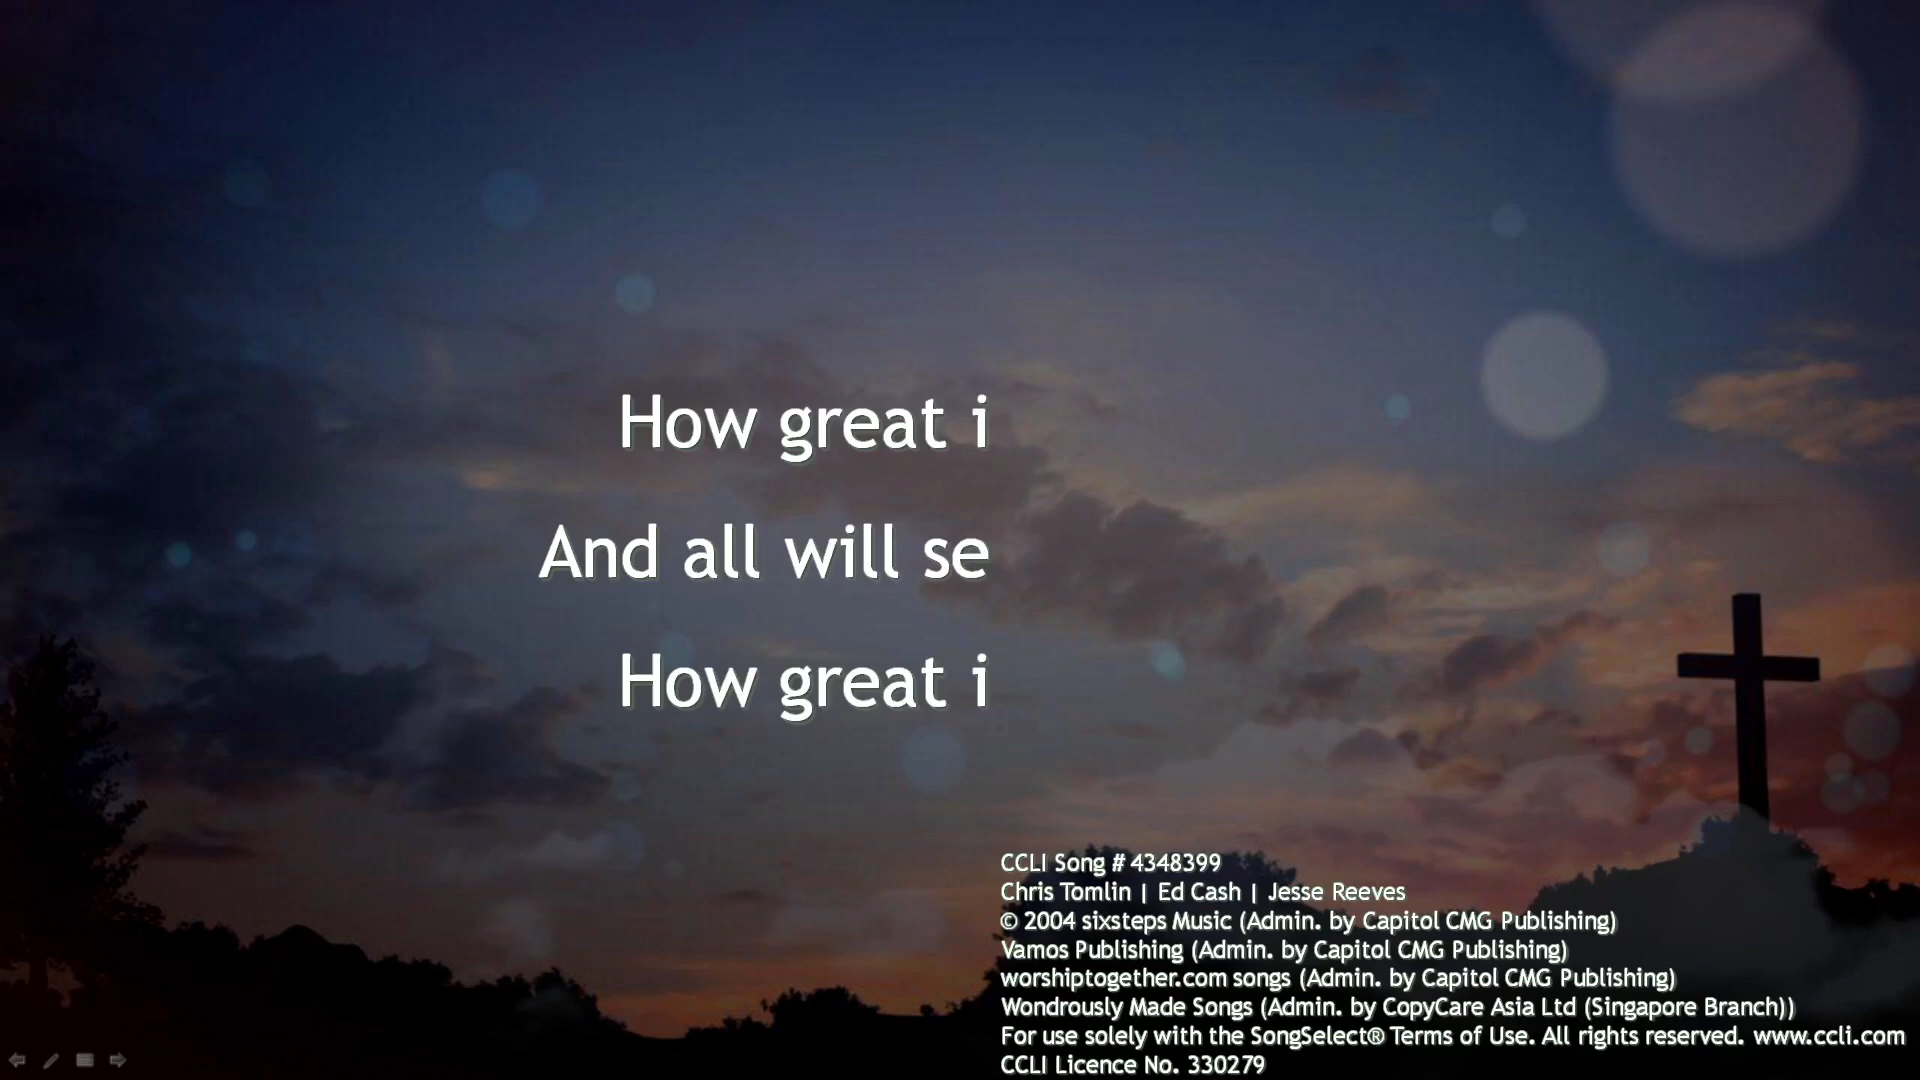 How great i
And all will se
How great i
CCLI Song # 4348399
Chris Tomlin | Ed Cash | Jesse Reeves
© 2004 sixsteps Music (Admin. by Capitol CMG Publishing)
Vamos Publishing (Admin. by Capitol CMG Publishing)
worshiptogether.com songs (Admin. by Capitol CMG Publishing)
Wondrously Made Songs (Admin. by CopyCare Asia Ltd (Singapore Branch))
For use solely with the SongSelect® Terms of Use. All rights reserved. www.ccli.com
CCLI Licence No. 330279